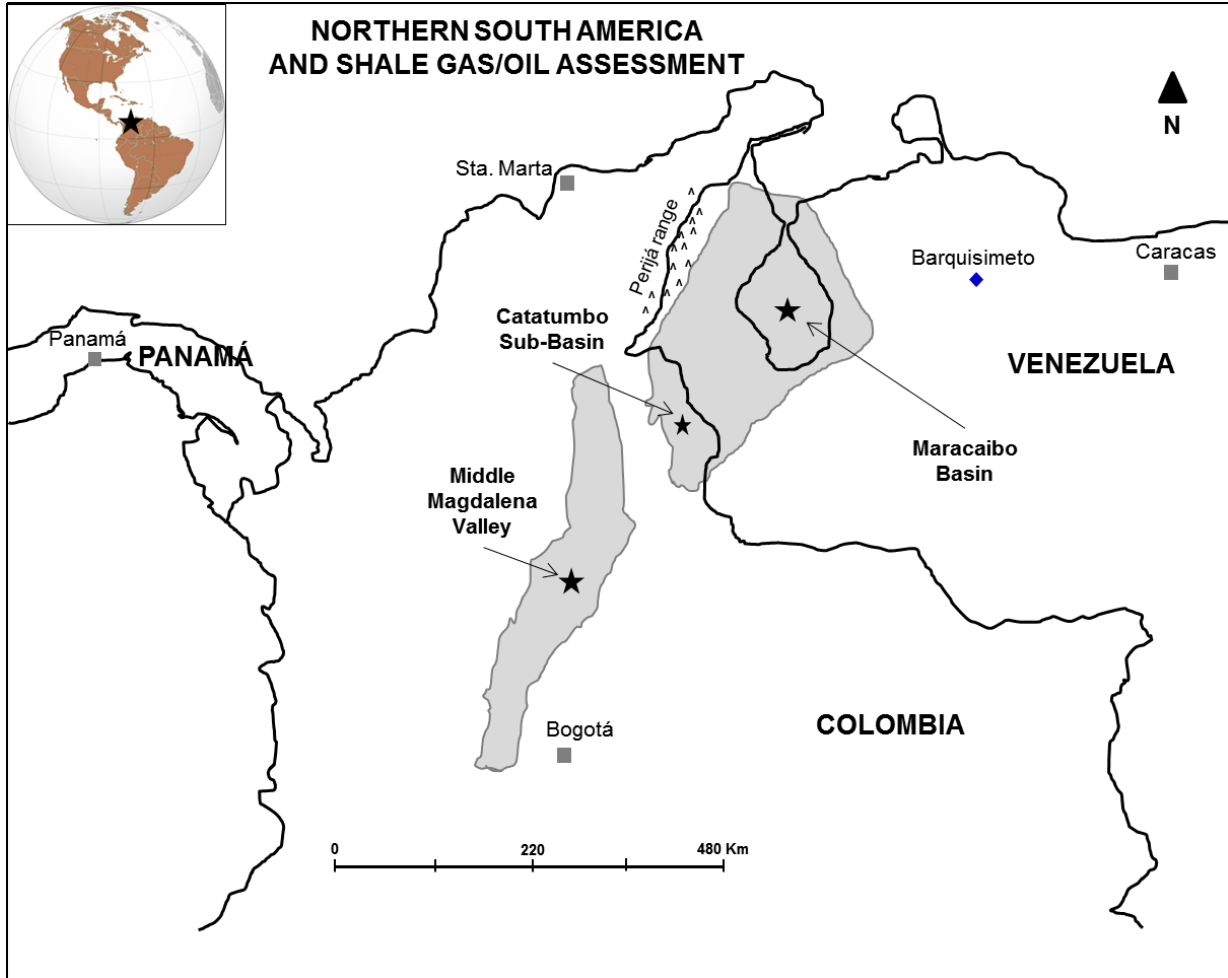 NORTHERN SOUTH AMERICA
AND SHALE GAS/OIL ASSESSMENT
N
Sta. Marta
Perijá range
Barquisimeto
Caracas
Catatumbo
Sub-Basin
Panamá
PANAMÁ
VENEZUELA
Maracaibo
Basin
Middle
Magdalena
Valley
Bogotá
COLOMBIA
0
220
480 Km